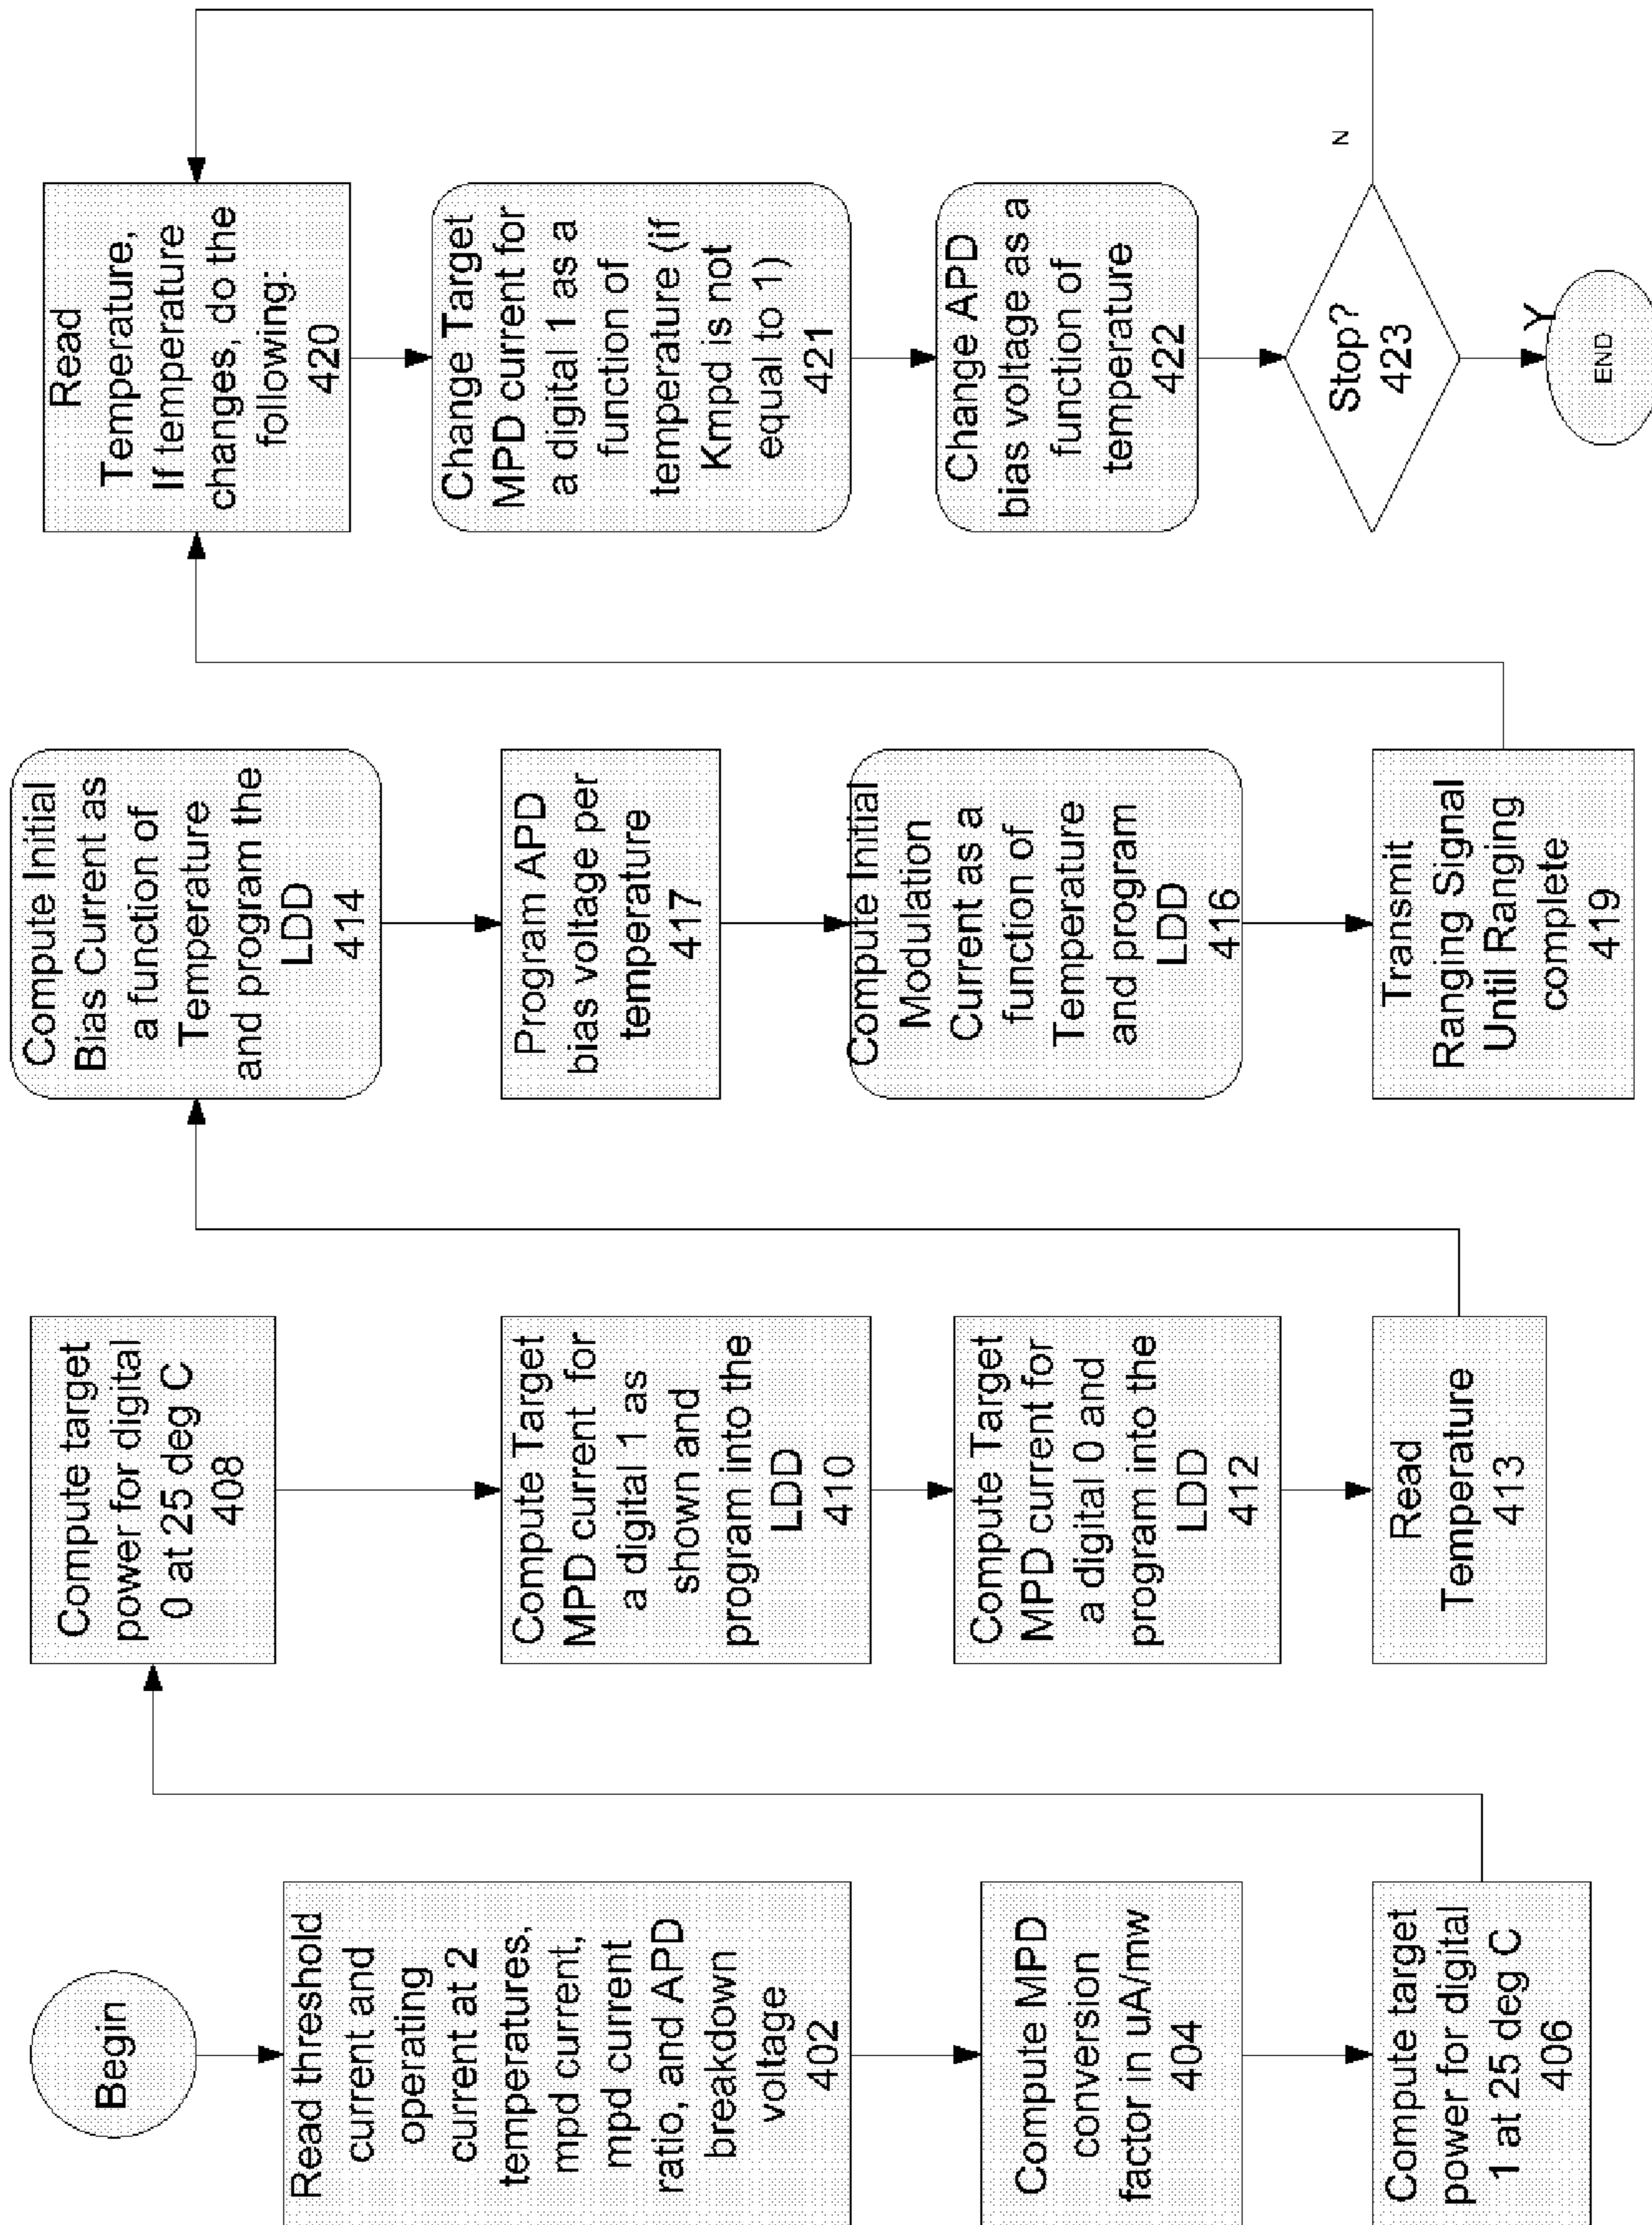 Begin
Read threshold
current and
operating
current at 2
temperatures,
mpd current,
mpd current
ratio, and APD
breakdown
voltage
402
Compute MPD
conversion
factor in uA/mw
404
Compute target
power for digital
1 at 25 deg C
406
Compute target
power for digital
0 at 25 deg C
408
Compute Target
MPD current for
a digital 1 as
shown and
program into the
LDD
410
Compute Target
MPD current for
a digital 0 and
program into the
LDD
412
Read
Temperature
413
Compute Initial
Bias Current as
a function of
Temperature
and program the
LDD
414
Program APD
bias voltage per
temperature
417
Compute Initial
Modulation
Current as a
function of
Temperature
and program
LDD
416
Transmit
Ranging Signal
Until Ranging
complete
419
Read
Temperature,
If temperature
changes, do the
following:
420
Change Target
MPD current for
a digital 1 as a
function of
temperature (if
Kmpd is not
equal to 1)
421
Change APD
bias voltage as a
function of
temperature
422
Stop?
423
N
Y
END